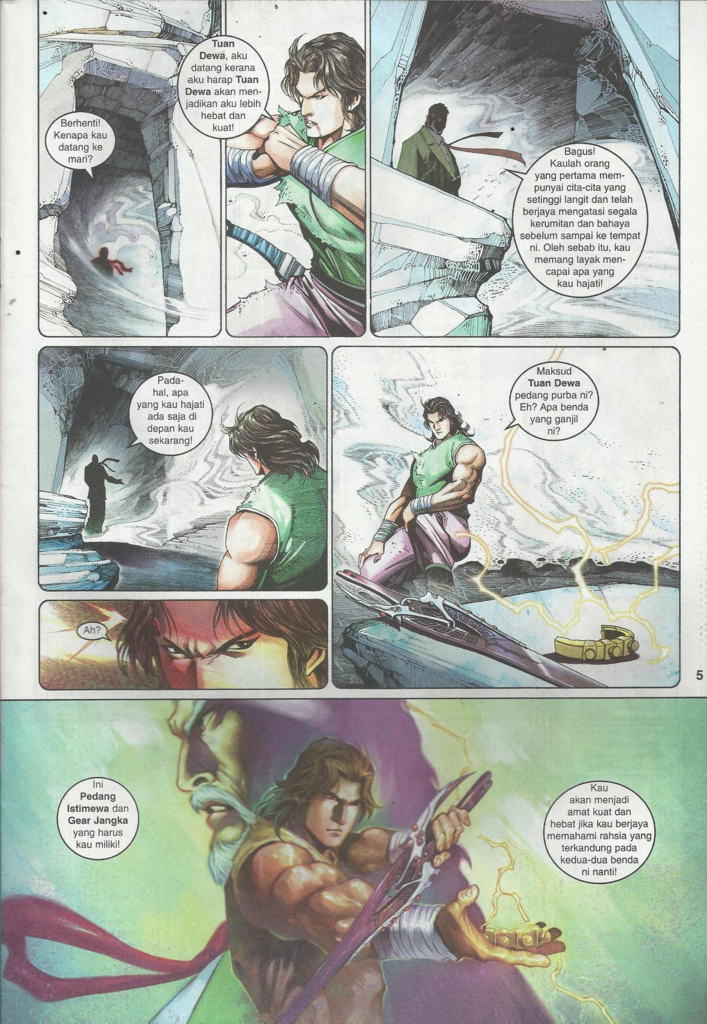 Berhenti!
Kenapa kau
datang ke
mari?
Tuan
Dewa, aku
datang kerana
aku harap Tuan
Dewa akan men-
jadikan aku lebih
hebat dan
kuat!
Bagus!
Kaulah orang
yang pertama mem-
punyai cita-cita yang
setinggi langit dan telah
berjaya mengatasi segala
kerumitan dan bahaya
sebelum sampai ke tempat
ni. Oleh sebab itu, kau
memang layak men-
capai apa yang
kau hajati!
Pada-
hal, apa
yang kau hajati
ada saja di
depan kau
sekarang!
Maksud
Tuan Dewa
pedang purba ni?
Eh? Apa benda
yang ganjil
ni?
Ah?
5
Ini
Pedang
Istimewa dan
Gear Jangka
yang harus
kau miliki!
Kau
akan menjadi
amat kuat dan
hebat jika kau berjaya
memahami rahsia yang
terkandung pada
kedua-dua benda
ni nanti!